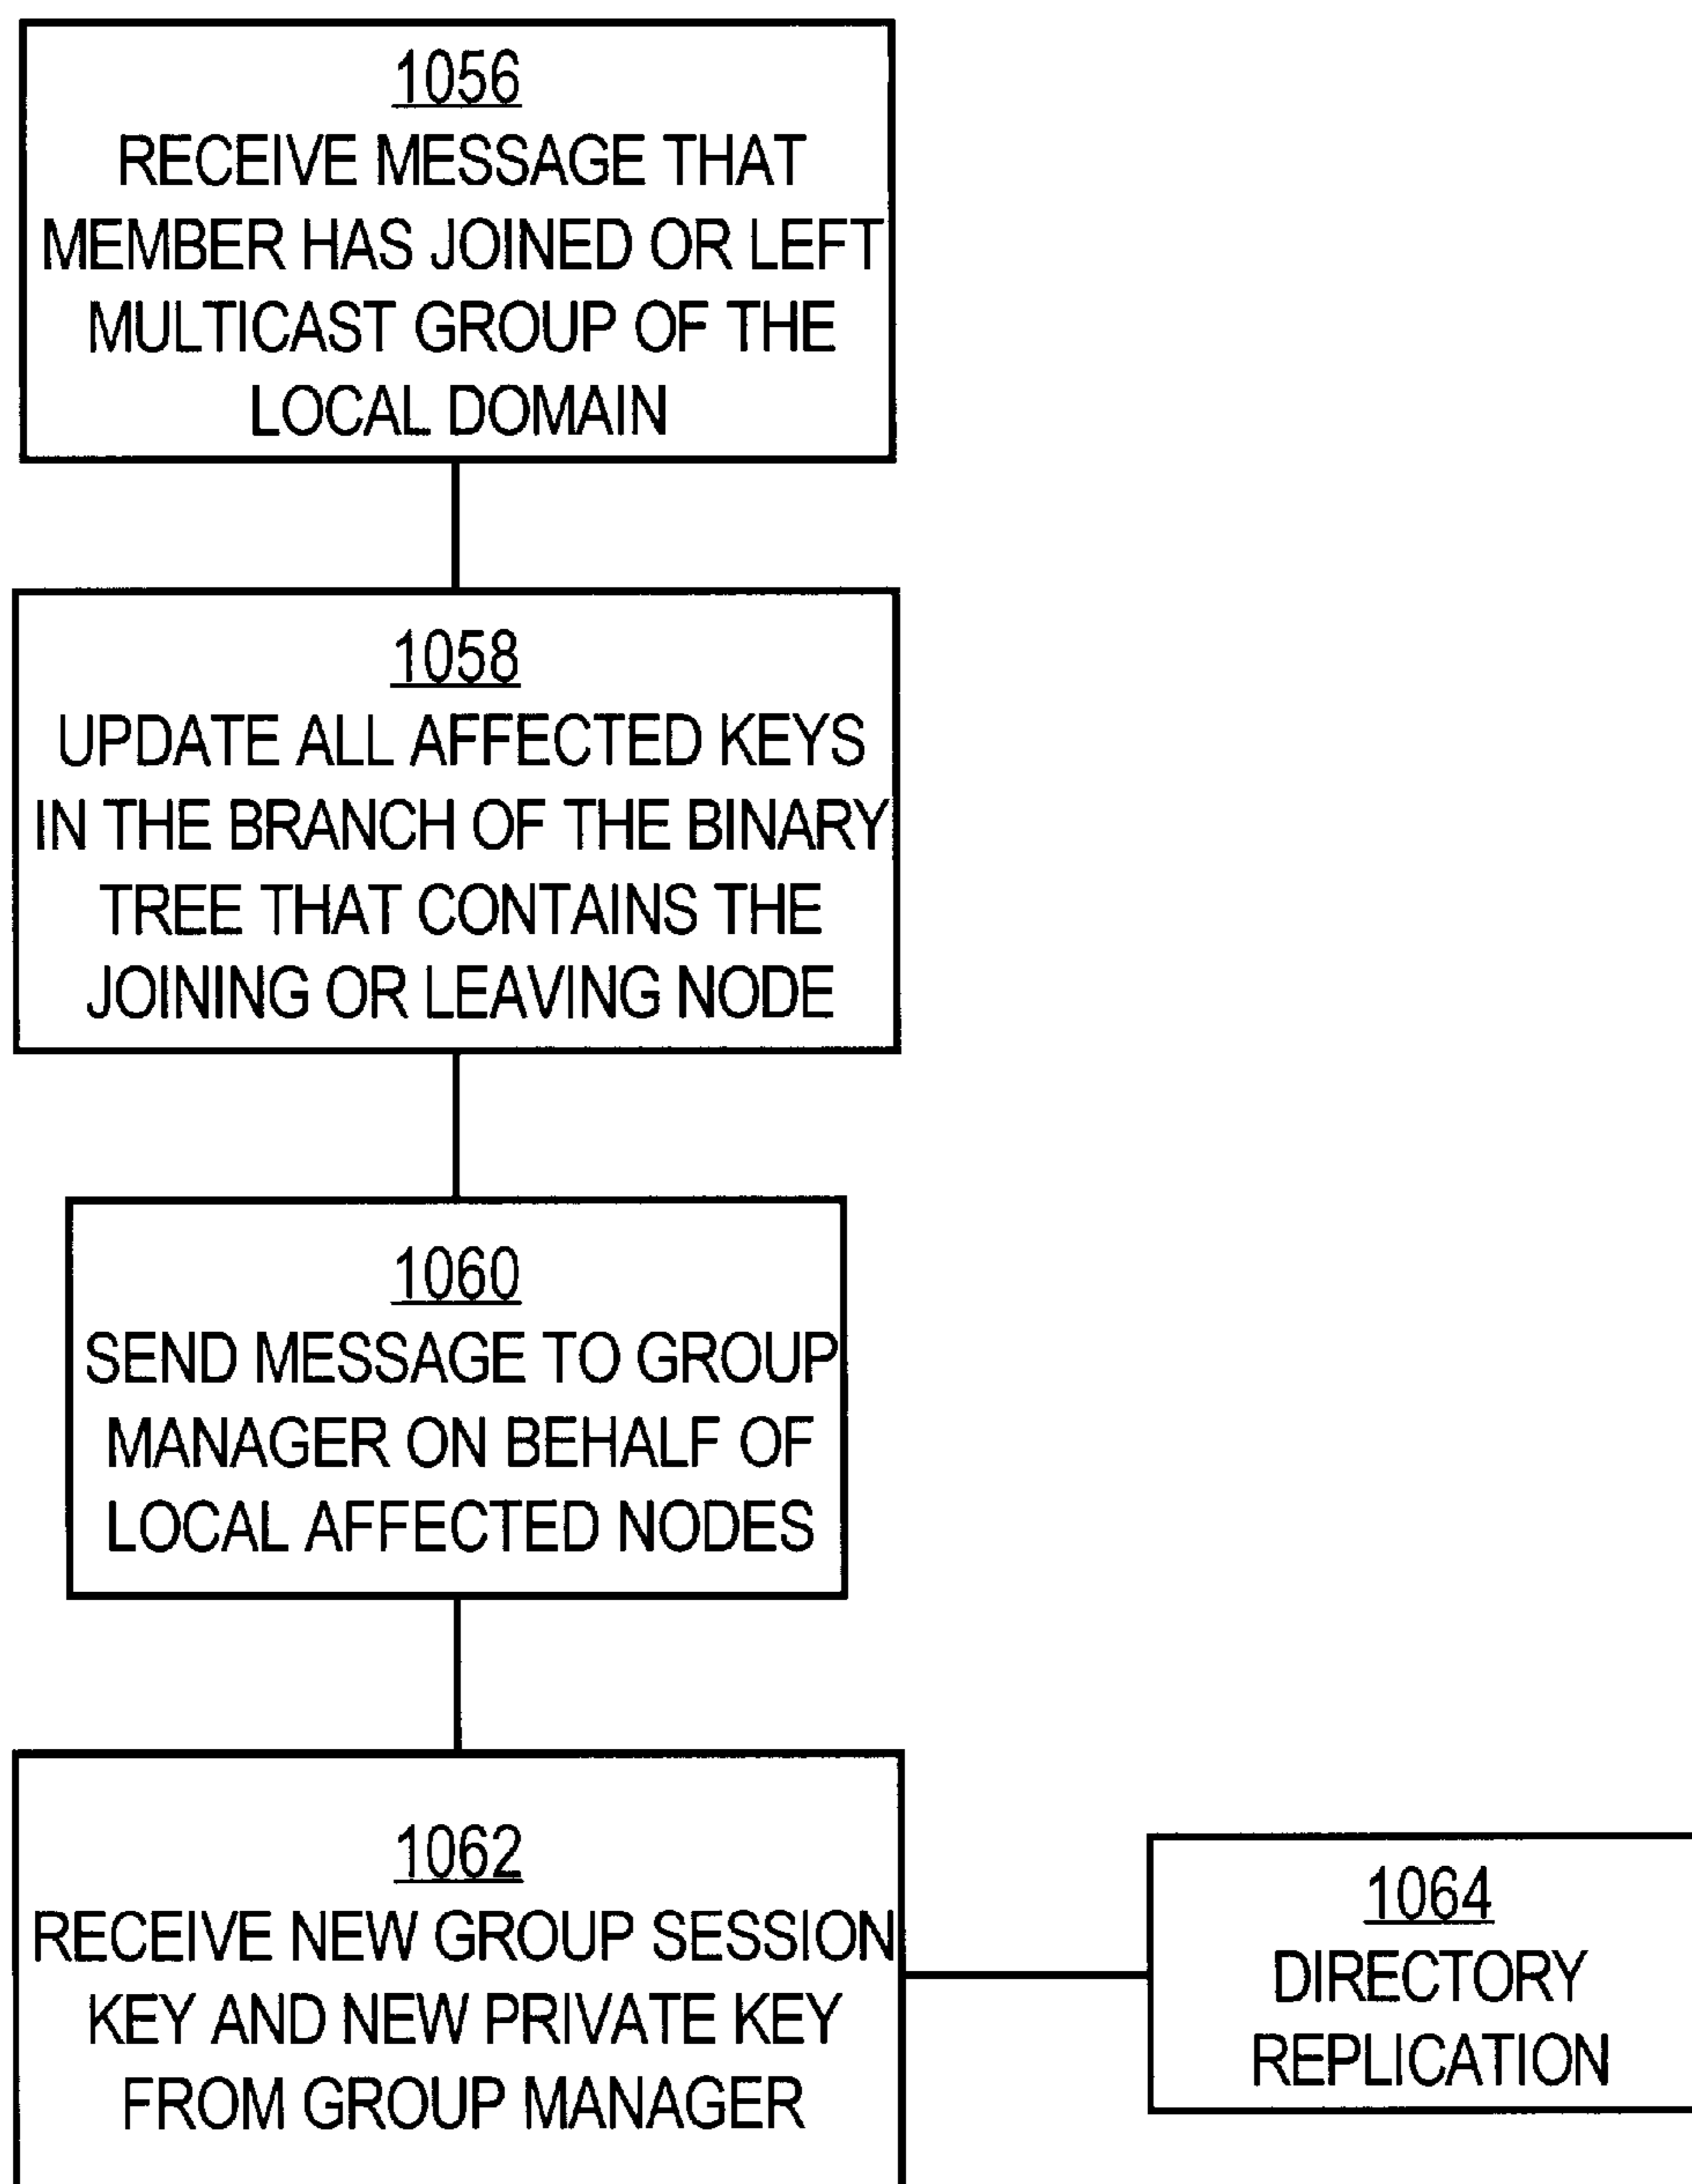 1056
RECEIVE MESSAGE THAT
MEMBER HAS JOINED OR LEFT
MULTICAST GROUP OF THE
LOCAL DOMAIN
1058
UPDATE ALL AFFECTED KEYS
IN THE BRANCH OF THE BINARY
TREE THAT CONTAINS THE
JOINING OR LEAVING NODE
1060
SEND MESSAGE TO GROUP
MANAGER ON BEHALF OF
LOCAL AFFECTED NODES
1062
RECEIVE NEW GROUP SESSION
KEY AND NEW PRIVATE KEY
FROM GROUP MANAGER
1064
DIRECTORY
REPLICATION